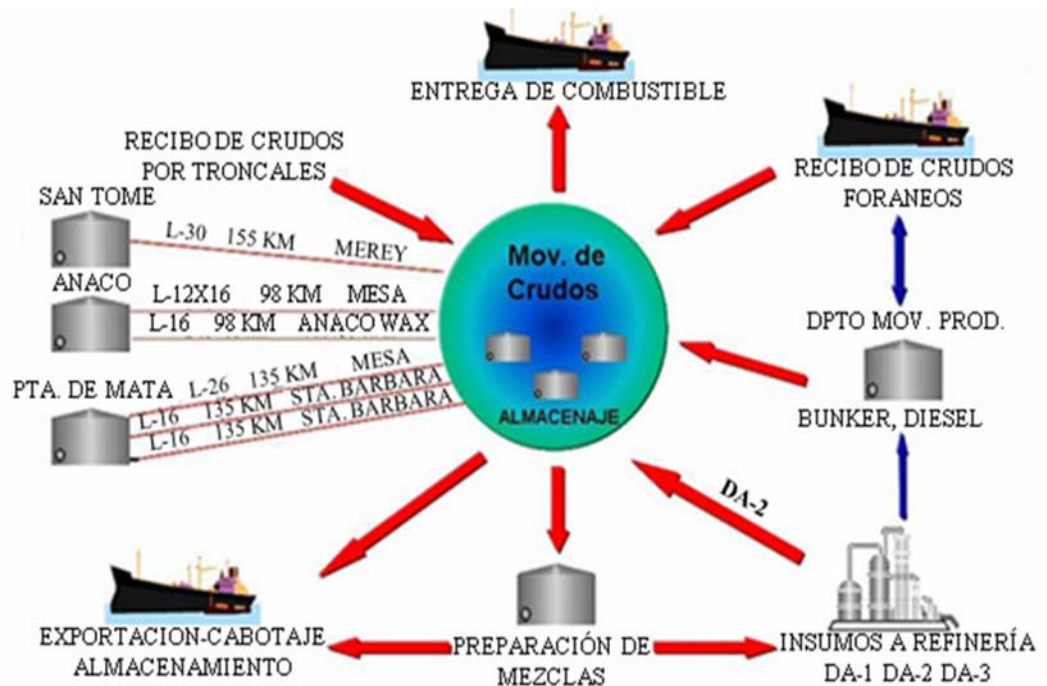 ENTREGA DE COMBUSTIBLE
RECIBO DE CRUDOS
POR TRONCALES
RECIBO DE CRUDOS
FORANEOS
SAN TOME
L-30 155 KM MEREY
ANACO
L-12X16 98 KM MESA
L-16 98 KM ANACO WAX
PTA. DE MATA
L-26 135 KM MESA
L-16 135 KM STA. BARBARA
L-16 135 KM STA. BARBARA
Mov. de
Crudos
ALMACENAJE
DPTO MOV. PROD.
BUNKER, DIESEL
DA-2
EXPORTACION-CABOTAJE
ALMACENAMIENTO
PREPARACIÓN DE
MEZCLAS
INSUMOS A REFINERÍA
DA-1 DA-2 DA-3